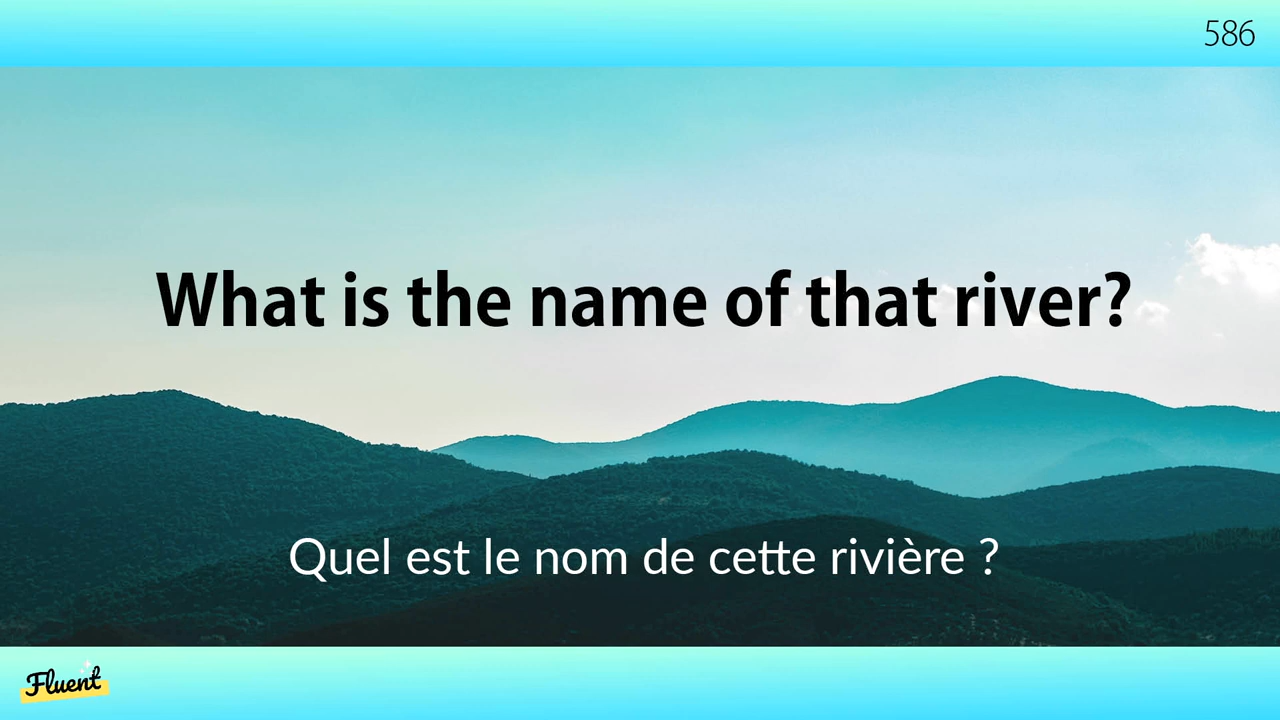 586
What is the name of that river?
Quel est le nom de cette rivière ?
Fluent